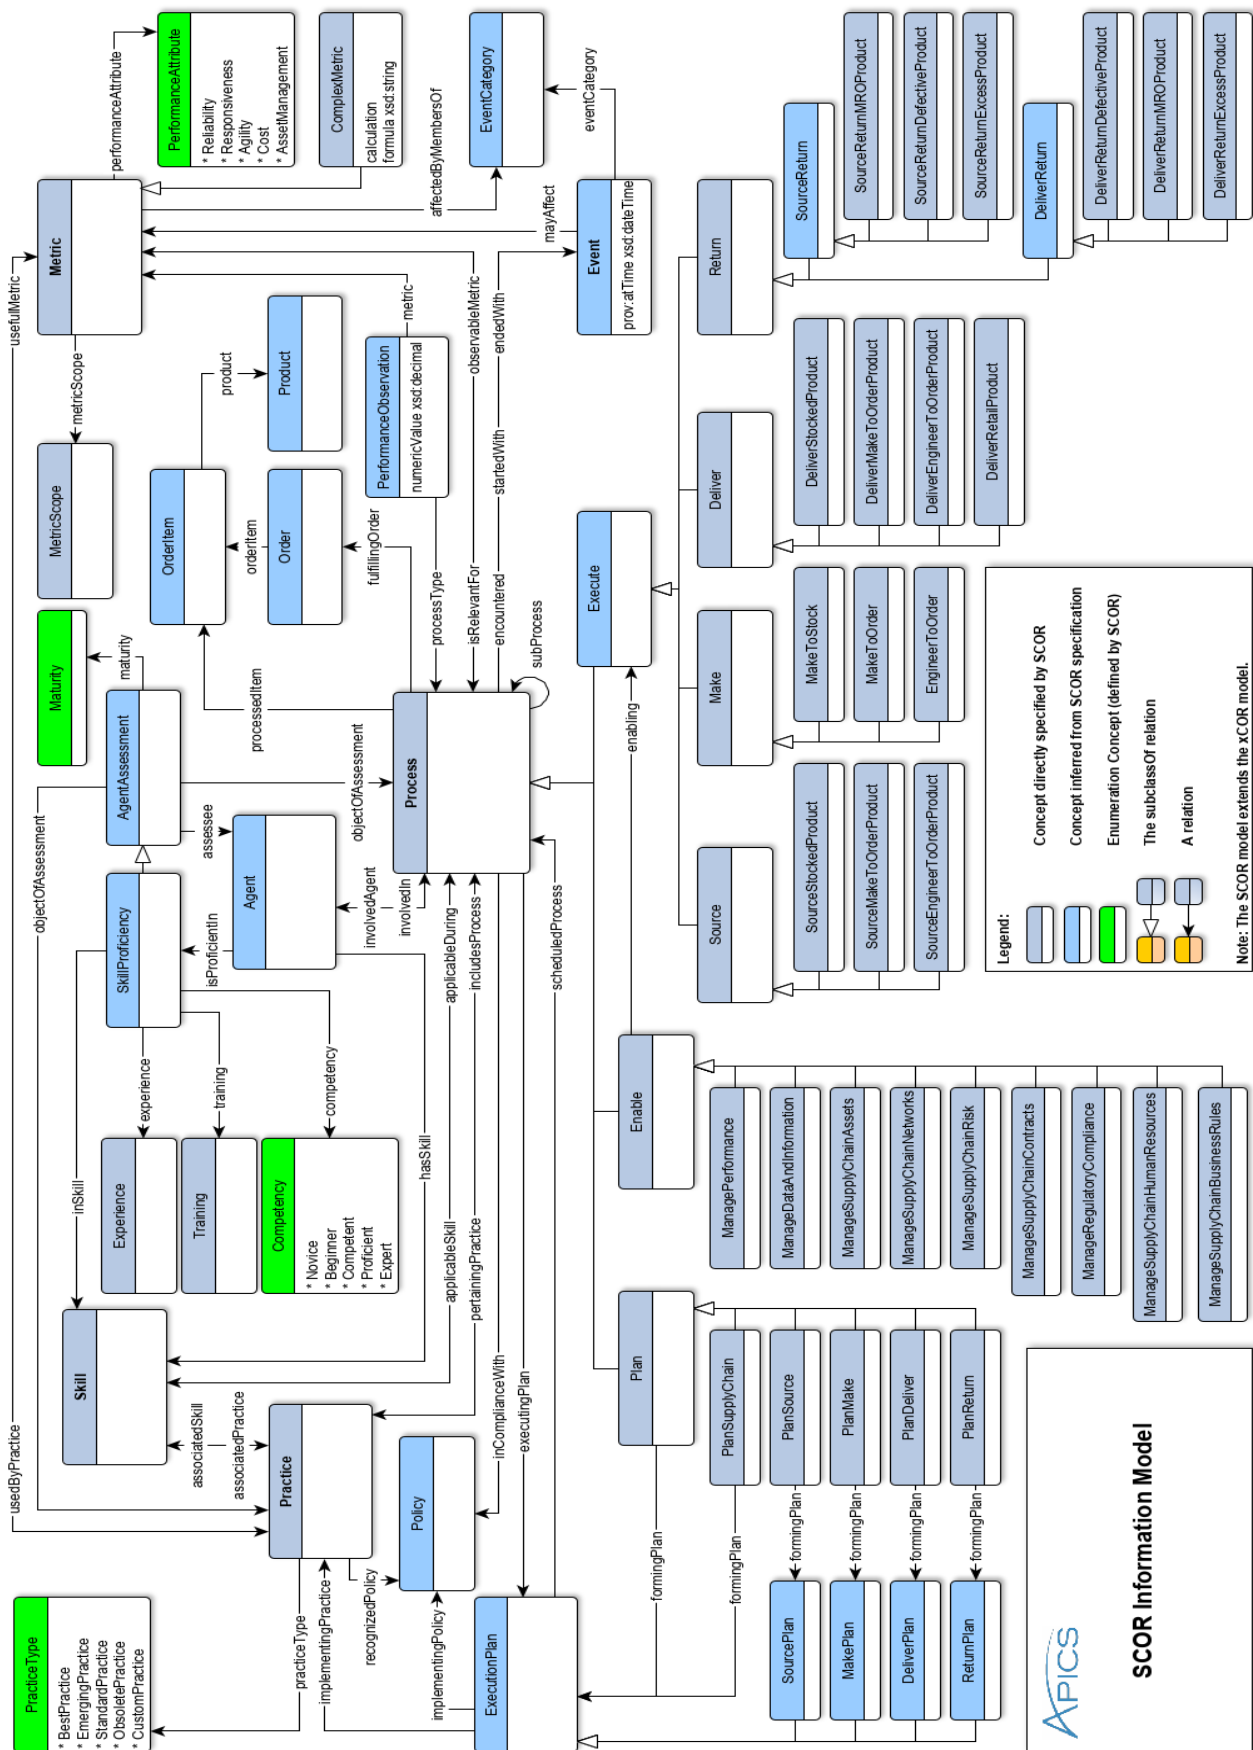 PracticeType
* BestPractice
* EmergingPractice
* StandardPractice
* ObsoletePractice
* CustomPractice
usedByPractice
usefulMetric
objectOfAssessment
Skill
inSkill
Experience
experience
Training
training
Competency
* Novice
* Beginner
* Competent
* Proficient
* Expert
competency
SkillProficiency
isProficientIn
AgentAssessment
assessee
maturity
Maturity
MetricScope
metricScope
Metric
performanceAttribute
PerformanceAttribute
* Reliability
* Responsiveness
* Agility
* Cost
* AssetManagement
ComplexMetric
calculation
formula xsd:string
affectedByMembersOf
EventCategory
eventCategory
mayAffect
Event
prov:atTime xsd:dateTime
associatedSkill
associatedPractice
Practice
practiceType
implementingPractice
recognizedPolicy
implementingPolicy
Policy
hasSkill
applicableSkill
applicableDuring
pertainingPractice
includesProcess
inComplianceWith
executingPlan
scheduledProcess
Agent
involvedAgent
involvedIn
objectOfAssessment
processedItem
OrderItem
orderItem
Order
fulfillingOrder
product
Product
PerformanceObservation
numericValue xsd:decimal
metric
processType
isRelevantFor
observableMetric
encountered
startedWith
endedWith
Process
subProcess
ExecutionPlan
formingPlan
formingPlan
Plan
PlanSupplyChain
PlanSource
PlanMake
PlanDeliver
PlanReturn
formingPlan
formingPlan
formingPlan
formingPlan
SourcePlan
MakePlan
DeliverPlan
ReturnPlan
Enable
enabling
ManagePerformance
ManageDataAndInformation
ManageSupplyChainAssets
ManageSupplyChainNetworks
ManageSupplyChainRisk
ManageSupplyChainContracts
ManageRegulatoryCompliance
ManageSupplyChainHumanResources
ManageSupplyChainBusinessRules
Execute
Source
SourceStockedProduct
SourceMakeToOrderProduct
SourceEngineerToOrderProduct
Make
MakeToStock
MakeToOrder
EngineerToOrder
Deliver
DeliverStockedProduct
DeliverMakeToOrderProduct
DeliverEngineerToOrderProduct
DeliverRetailProduct
Return
SourceReturn
SourceReturnMROProduct
SourceReturnDefectiveProduct
SourceReturnExcessProduct
DeliverReturn
DeliverReturnDefectiveProduct
DeliverReturnMROProduct
DeliverReturnExcessProduct
APICS
SCOR Information Model
Legend:
Concept directly specified by SCOR
Concept inferred from SCOR specification
Enumeration Concept (defined by SCOR)
The subclassOf relation
A relation
Note: The SCOR model extends the xCOR model.